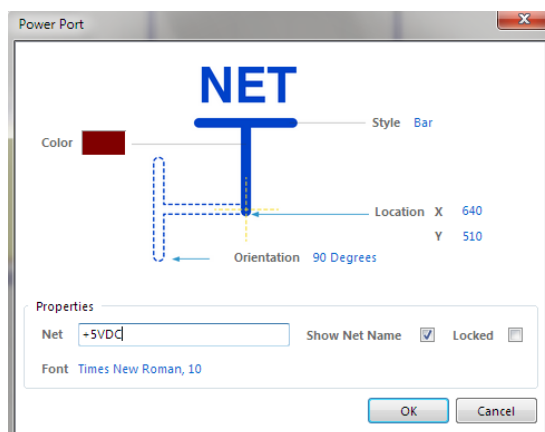 Power Port
NET
Style Bar
Color
Location X 640
Y 510
Orientation 90 Degrees
Properties
Net +5VDC Show Net Name Locked
Font Times New Roman, 10
OK Cancel